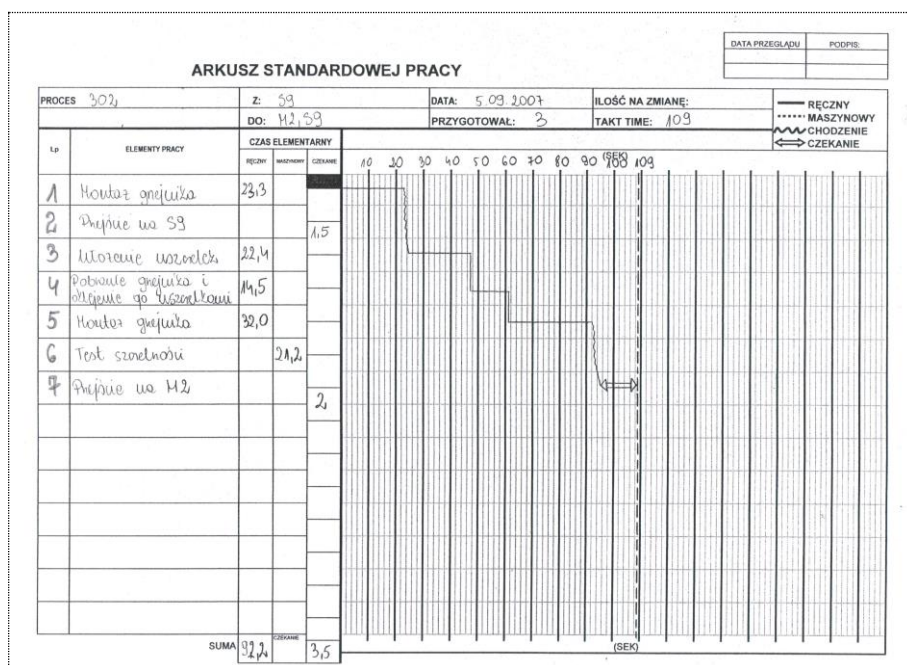 DATA PRZEGLĄDU PODPIS:
ARKUSZ STANDARDOWEJ PRACY
PROCES 302 Z: S9 DATA: 5.09.2007 ILOŚĆ NA ZMIANĘ:
DO: M2, S9 PRZYGOTOWAŁ: 3 TAKT TIME: 109
RĘCZNY
MASZYNOWY
CHODZENIE
CZEKANIE
Lp ELEMENTY PRACY CZAS ELEMENTARNY
RĘCZNY MASZYNOWY CZEKANIE
(SEK)
10 20 30 40 50 60 70 80 90 100 109
1 Montaż grzejnika 23,3
2 Przejście na S9 1,5
3 Włożenie uszczelek 22,4
4 Pobranie grzejnika i
oklejenie go uszczelkami 14,5
5 Montaż grzejnika 32,0
6 Test szczelności 21,2
7 Przejście na M2 2
SUMA 92,2 CZEKANIE 3,5
(SEK)